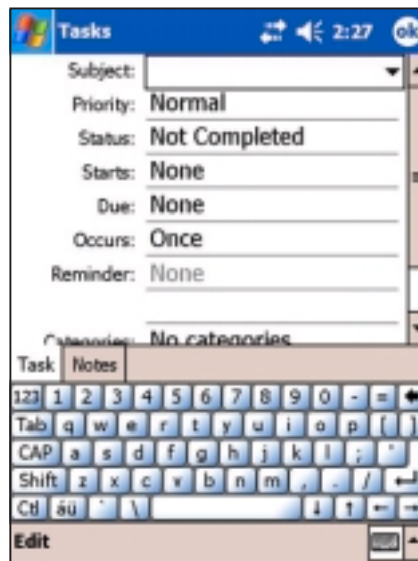 Tasks 2:27 ok
Subject:
Priority: Normal
Status: Not Completed
Starts: None
Due: None
Occurs: Once
Reminder: None
Categories: No categories
Task Notes
123 1 2 3 4 5 6 7 8 9 0 - =
Tab q w e r t y u i o p [ ]
CAP a s d f g h j k l ; '
Shift z x c v b n m , . /
Ctl áü ` \
Edit